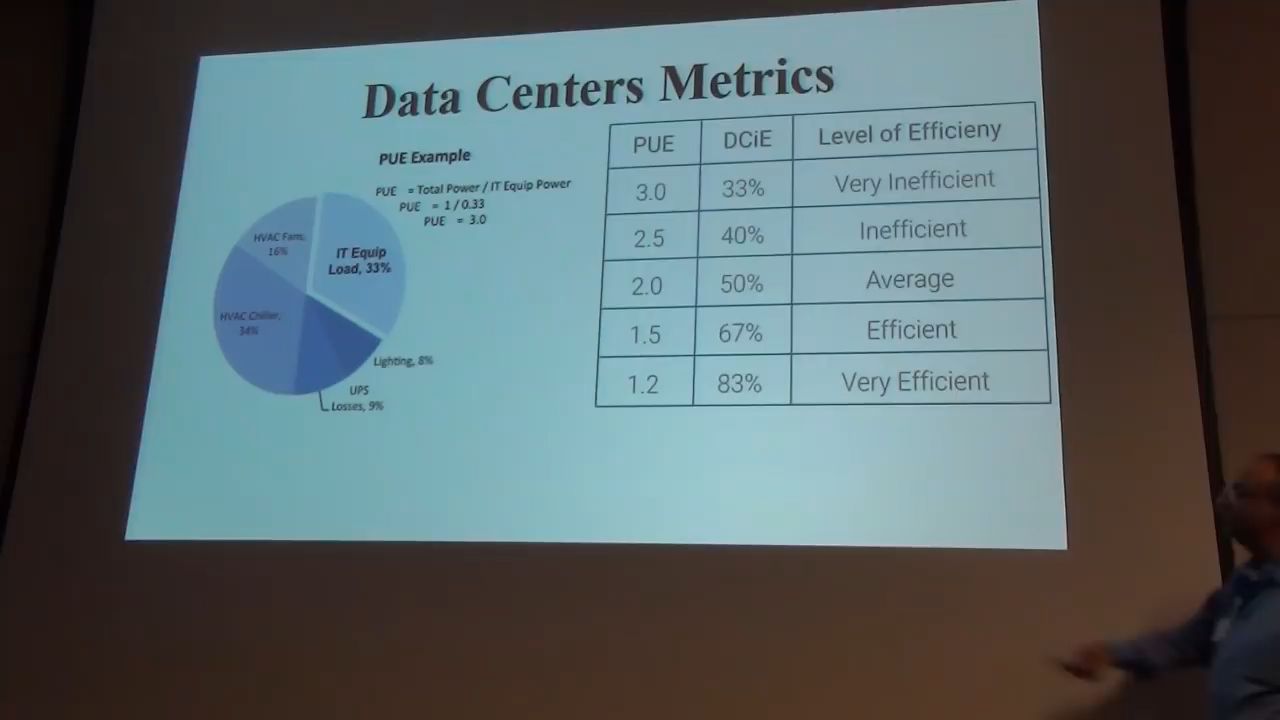 Data Centers Metrics
PUE Example
PUE = Total Power / IT Equip Power
PUE = 1 / 0.33
PUE = 3.0
HVAC Fans,
16%
IT Equip
Load, 33%
HVAC Chiller,
34%
Lighting, 8%
UPS
Losses, 9%
PUE DCiE Level of Efficieny
3.0 33% Very Inefficient
2.5 40% Inefficient
2.0 50% Average
1.5 67% Efficient
1.2 83% Very Efficient